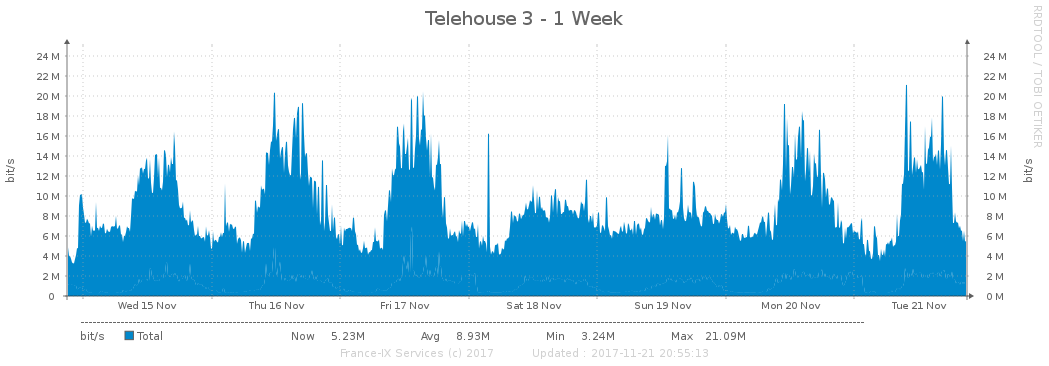 Telehouse 3 - 1 Week
RRDTOOL / TOBI OETIKER
24 M 24 M
22 M 22 M
20 M 20 M
18 M 18 M
16 M 16 M
14 M 14 M
12 M 12 M
10 M 10 M
8 M 8 M
6 M 6 M
4 M 4 M
2 M 2 M
0 0 M
bit/s
bit/s
Wed 15 Nov Thu 16 Nov Fri 17 Nov Sat 18 Nov Sun 19 Nov Mon 20 Nov Tue 21 Nov
bit/s Total Now 5.23M Avg 8.93M Min 3.24M Max 21.09M
France-IX Services (c) 2017 Updated : 2017-11-21 20:55:13